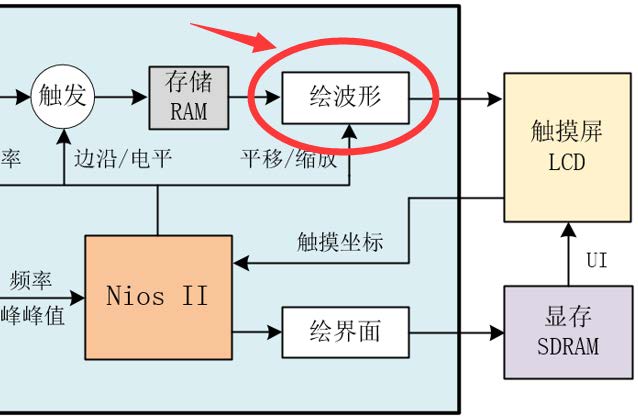 触发
存储
RAM
绘波形
触摸屏
LCD
率
边沿/电平
平移/缩放
触摸坐标
频率
峰峰值
Nios II
绘界面
UI
显存
SDRAM